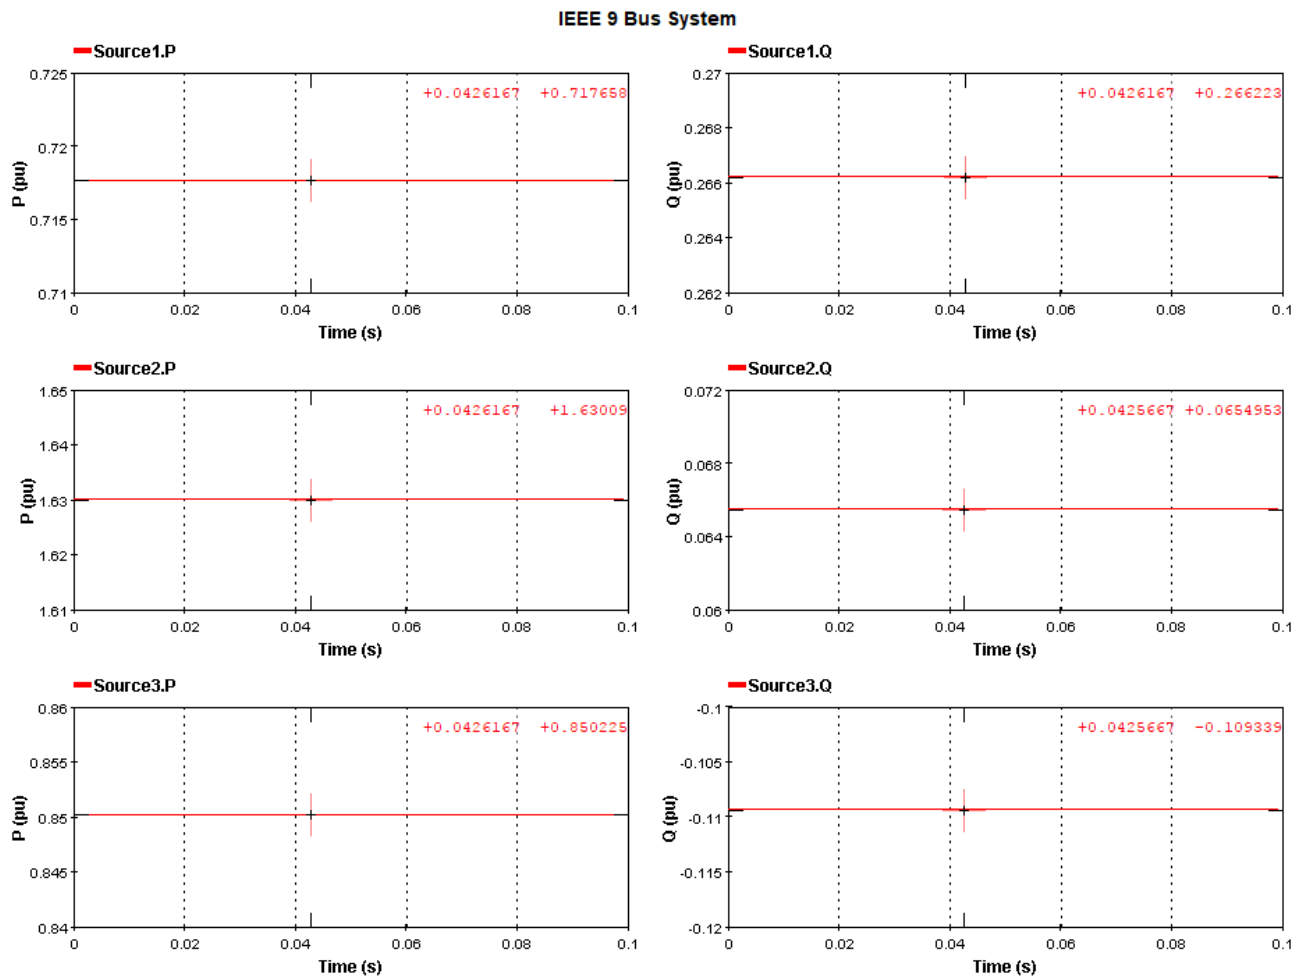 IEEE 9 Bus System
Source1.P
0.725
0.72
0.715
0.71
P (pu)
+0.0426167 +0.717658
0 0.02 0.04 0.06 0.08 0.1
Time (s)
Source1.Q
0.27
0.268
0.266
0.264
0.262
Q (pu)
+0.0426167 +0.266223
0 0.02 0.04 0.06 0.08 0.1
Time (s)
Source2.P
1.65
1.64
1.63
1.62
1.61
P (pu)
+0.0426167 +1.63009
0 0.02 0.04 0.06 0.08 0.1
Time (s)
Source2.Q
0.072
0.068
0.064
0.06
Q (pu)
+0.0425667 +0.0654953
0 0.02 0.04 0.06 0.08 0.1
Time (s)
Source3.P
0.86
0.855
0.85
0.845
0.84
P (pu)
+0.0426167 +0.850225
0 0.02 0.04 0.06 0.08 0.1
Time (s)
Source3.Q
-0.1
-0.105
-0.11
-0.115
-0.12
Q (pu)
+0.0425667 -0.109339
0 0.02 0.04 0.06 0.08 0.1
Time (s)